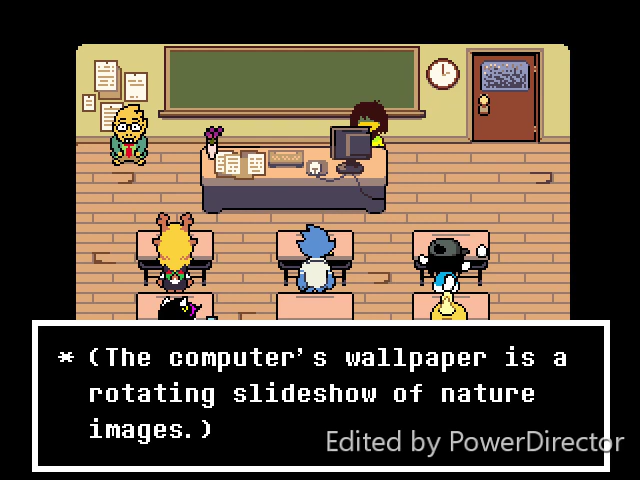 * (The computer's wallpaper is a
rotating slideshow of nature
images.)
Edited by PowerDirector